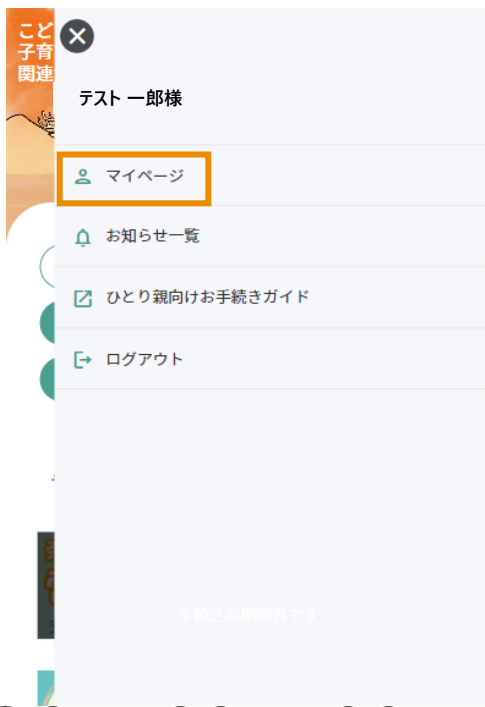 こど
子育
関連
テスト 一郎様
マイページ
お知らせ一覧
ひとり親向けお手続きガイド
ログアウト
手続きの期間外です